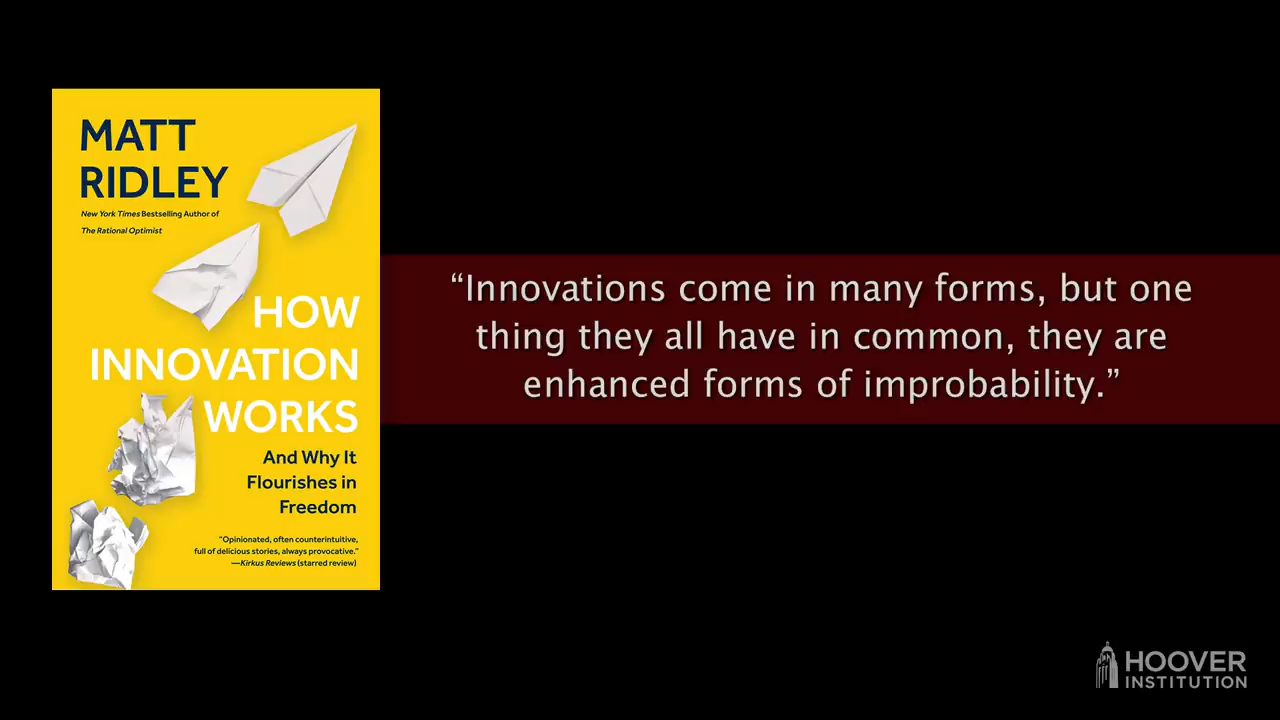 MATT
RIDLEY
New York Times Bestselling Author of
The Rational Optimist
HOW
INNOVATION
WORKS
And Why It
Flourishes in
Freedom
"Opinionated, often counterintuitive,
full of delicious stories, always provocative."
—Kirkus Reviews (starred review)
“Innovations come in many forms, but one
thing they all have in common, they are
enhanced forms of improbability.”
HOOVER
INSTITUTION